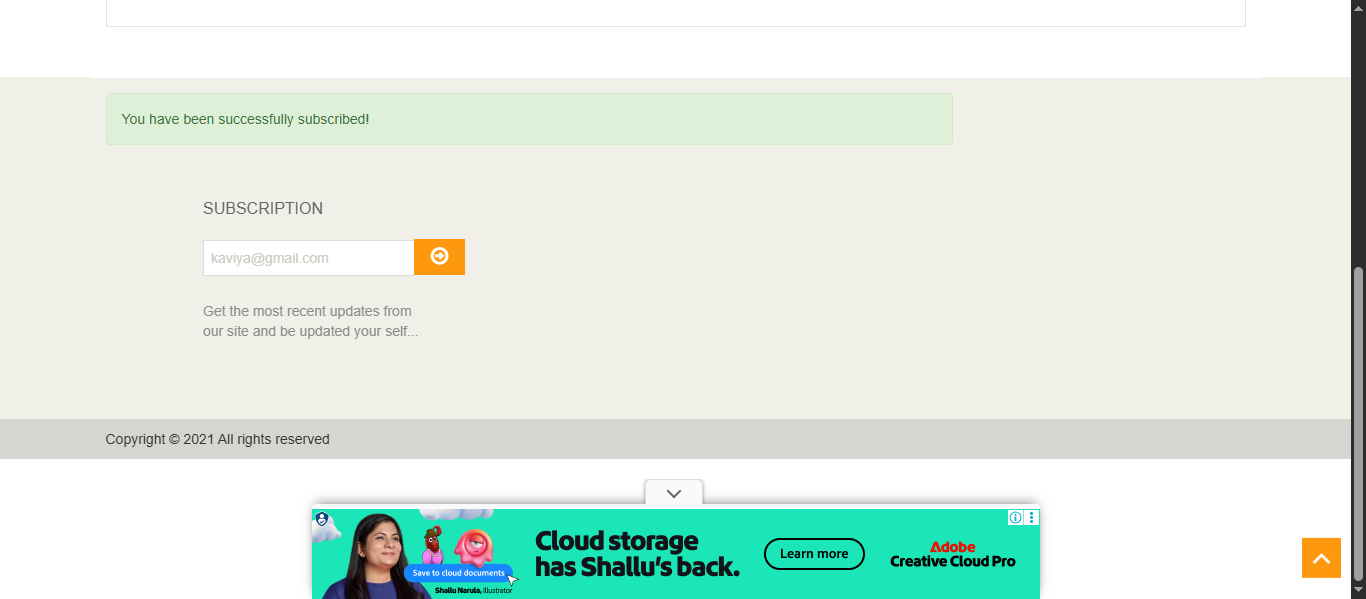 You have been successfully subscribed!
SUBSCRIPTION
kaviya@gmail.com
Get the most recent updates from
our site and be updated your self...
Copyright © 2021 All rights reserved
Cloud storage
has Shallu's back.
Save to cloud documents
Shallu Narula, Illustrator
Learn more
Adobe
Creative Cloud Pro